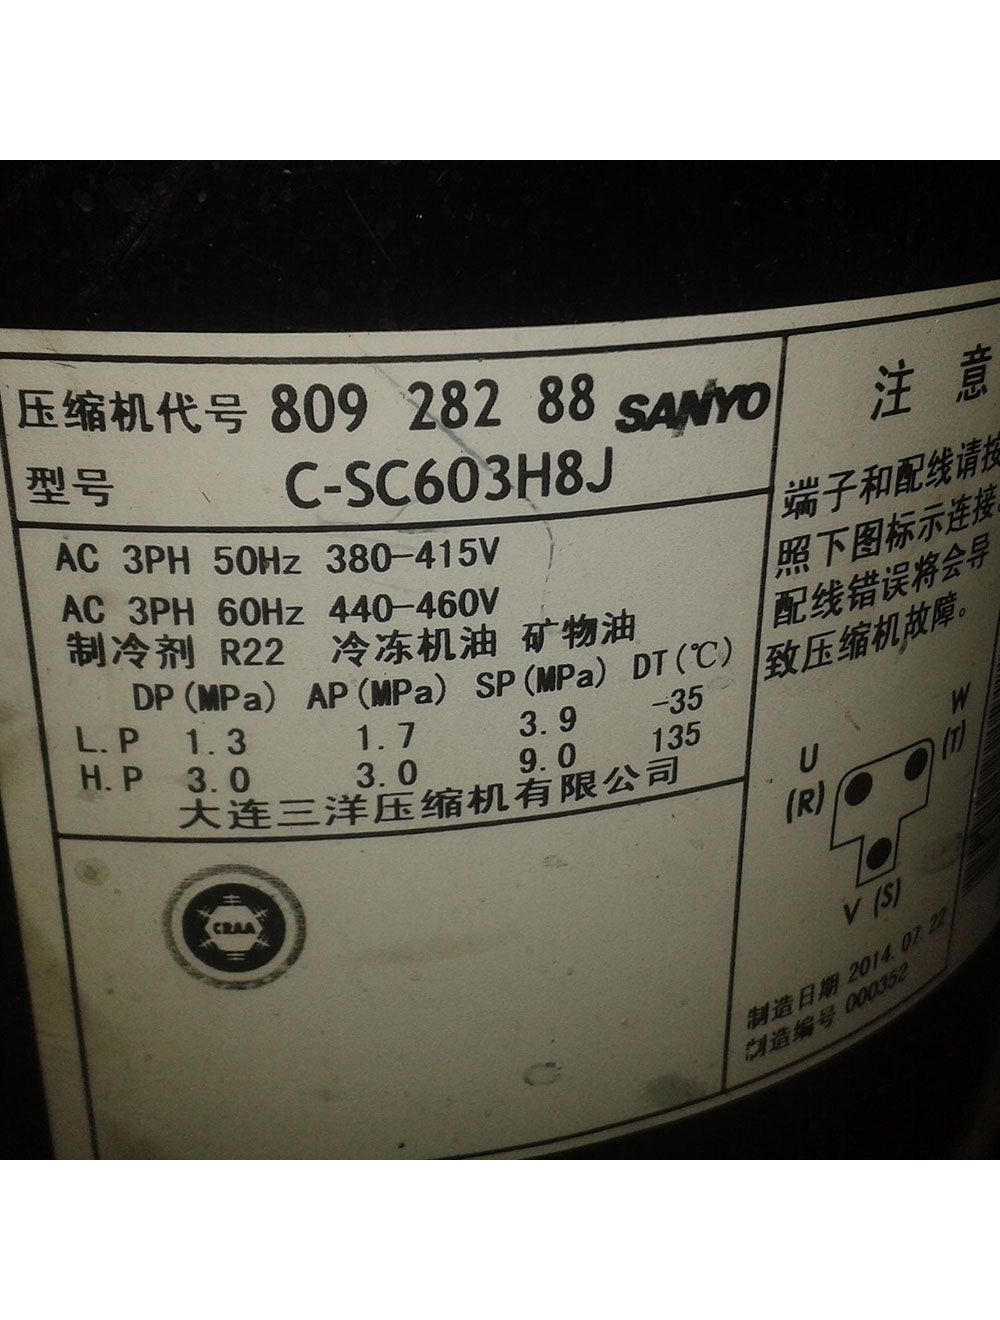 压缩机代号 809 282 88 SANYO
型号 C-SC603H8J
AC 3PH 50Hz 380-415V
AC 3PH 60Hz 440-460V
制冷剂 R22 冷冻机油 矿物油
DP(MPa) AP(MPa) SP(MPa) DT(℃)
L.P 1.3 1.7 3.9 -35
H.P 3.0 3.0 9.0 135
大连三洋压缩机有限公司
CRAA
注 意
端子和配线请按
照下图标示连接。
配线错误将会导
致压缩机故障。
U
(R)
W
(T)
V (S)
制造日期 2014.07.22
制造编号 000352